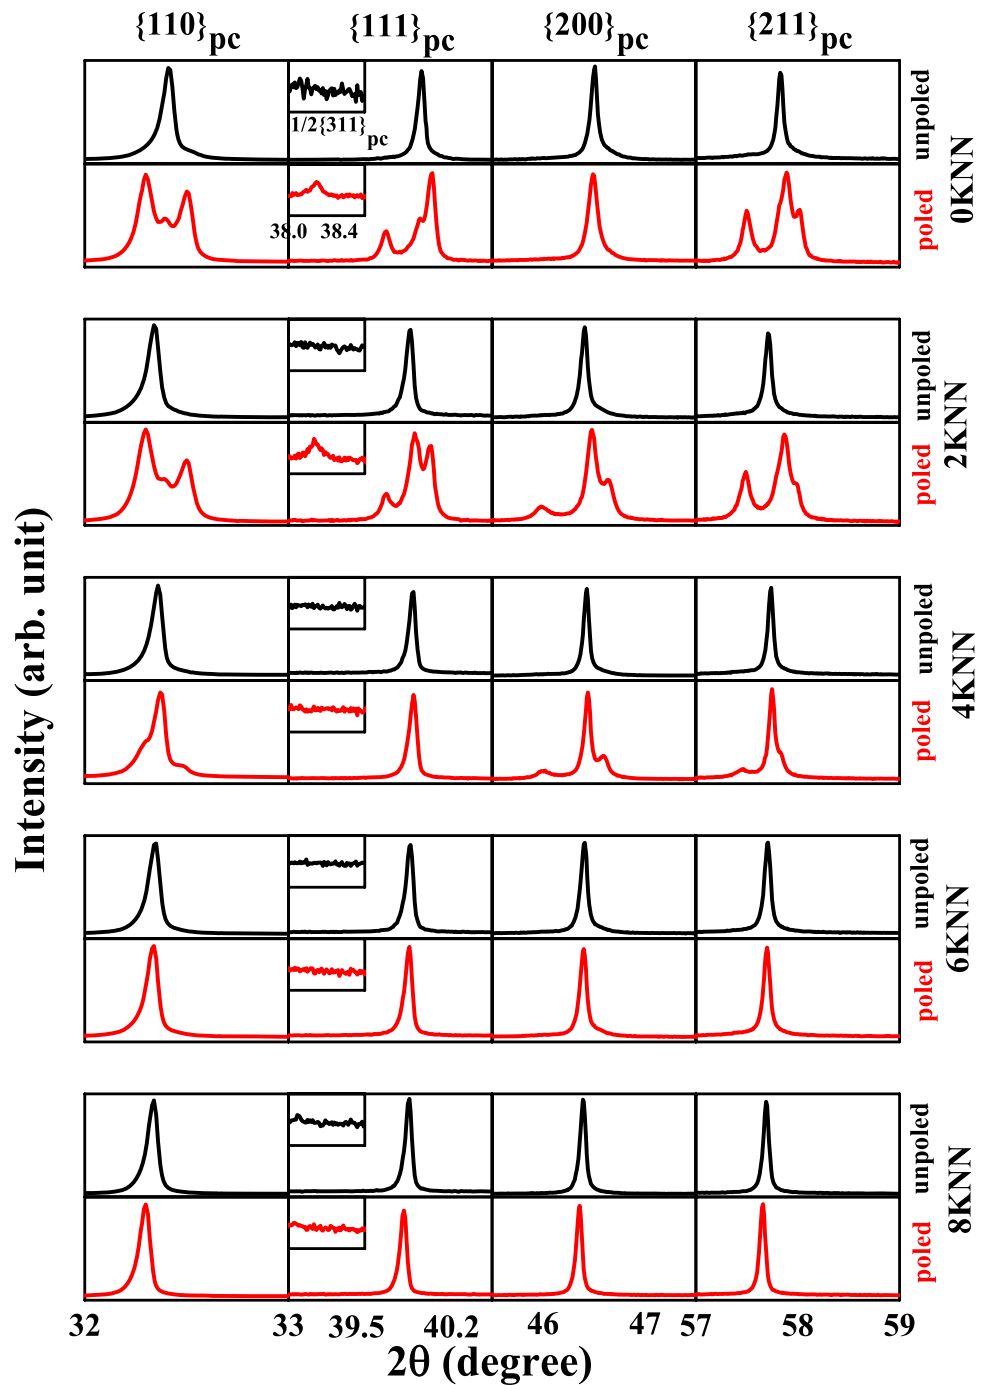 {110}pc {111}pc {200}pc {211}pc
unpoled
1/2{311}pc
poled
0KNN
38.0 38.4
unpoled
poled
2KNN
unpoled
poled
4KNN
unpoled
poled
6KNN
unpoled
poled
8KNN
Intensity (arb. unit)
32 33 39.5 40.2 46 47 57 58 59
2θ (degree)